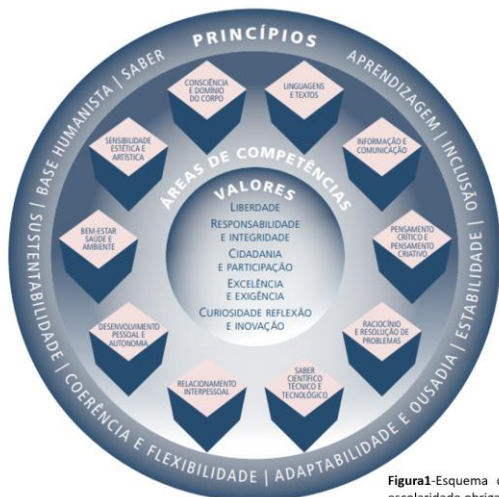 PRINCÍPIOS
BASE HUMANISTA | SABER
APRENDIZAGEM | INCLUSÃO |
ESTABILIDADE |
ADAPTABILIDADE E OUSADIA |
COERÊNCIA E FLEXIBILIDADE |
SUSTENTABILIDADE |
ÁREAS DE COMPETÊNCIAS
CONSCIÊNCIA
E DOMÍNIO
DO CORPO
LINGUAGENS
E TEXTOS
INFORMAÇÃO E
COMUNICAÇÃO
PENSAMENTO
CRÍTICO E
PENSAMENTO
CRIATIVO
RACIOCÍNIO
E RESOLUÇÃO DE
PROBLEMAS
SABER
CIENTÍFICO
TÉCNICO E
TECNOLÓGICO
RELACIONAMENTO
INTERPESSOAL
DESENVOLVIMENTO
PESSOAL E
AUTONOMIA
BEM-ESTAR
SAÚDE E
AMBIENTE
SENSIBILIDADE
ESTÉTICA E
ARTÍSTICA
VALORES
LIBERDADE
RESPONSABILIDADE
E INTEGRIDADE
CIDADANIA
E PARTICIPAÇÃO
EXCELÊNCIA
E EXIGÊNCIA
CURIOSIDADE REFLEXÃO
E INOVAÇÃO
Figura1-Esquema